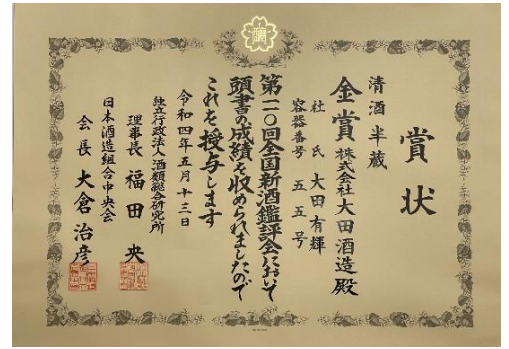 賞状
清酒 半蔵
金賞 株式会社大田酒造殿
社氏 大田有輝
容器番号 五五号
第一一〇回全国新酒鑑評会において
頭書の成績を収められましたので
これを授与します
令和四年五月十三日
独立行政法人酒類総合研究所
理事長 福田央
日本酒造組合中央会
会長 大倉治彦